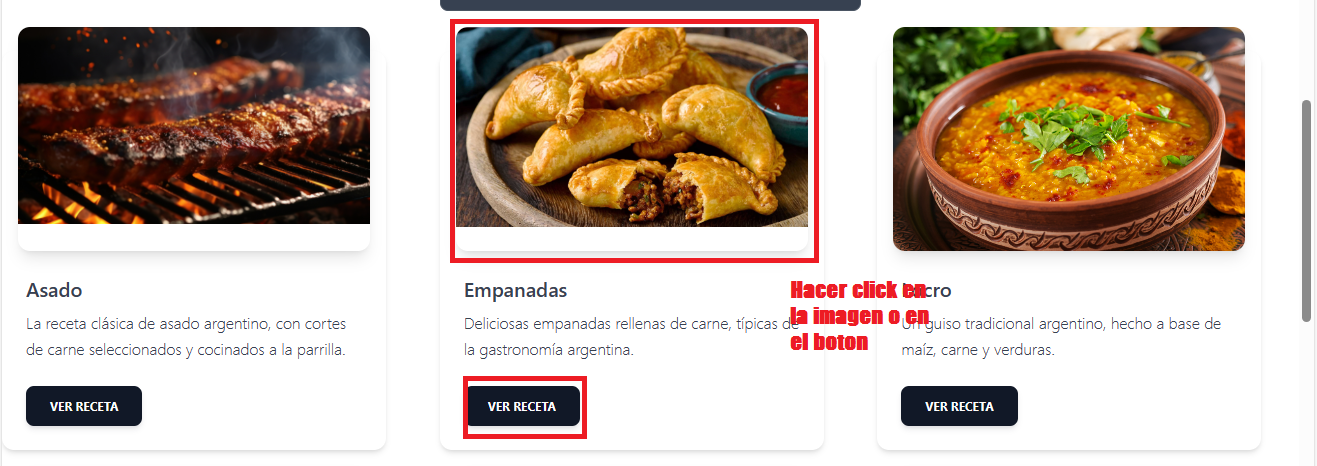 Asado
La receta clásica de asado argentino, con cortes
de carne seleccionados y cocinados a la parrilla.
VER RECETA
Empanadas
Deliciosas empanadas rellenas de carne, típicas de
la gastronomía argentina.
VER RECETA
Hacer click en
la imagen o en
el boton
Un guiso tradicional argentino, hecho a base de
maíz, carne y verduras.
VER RECETA